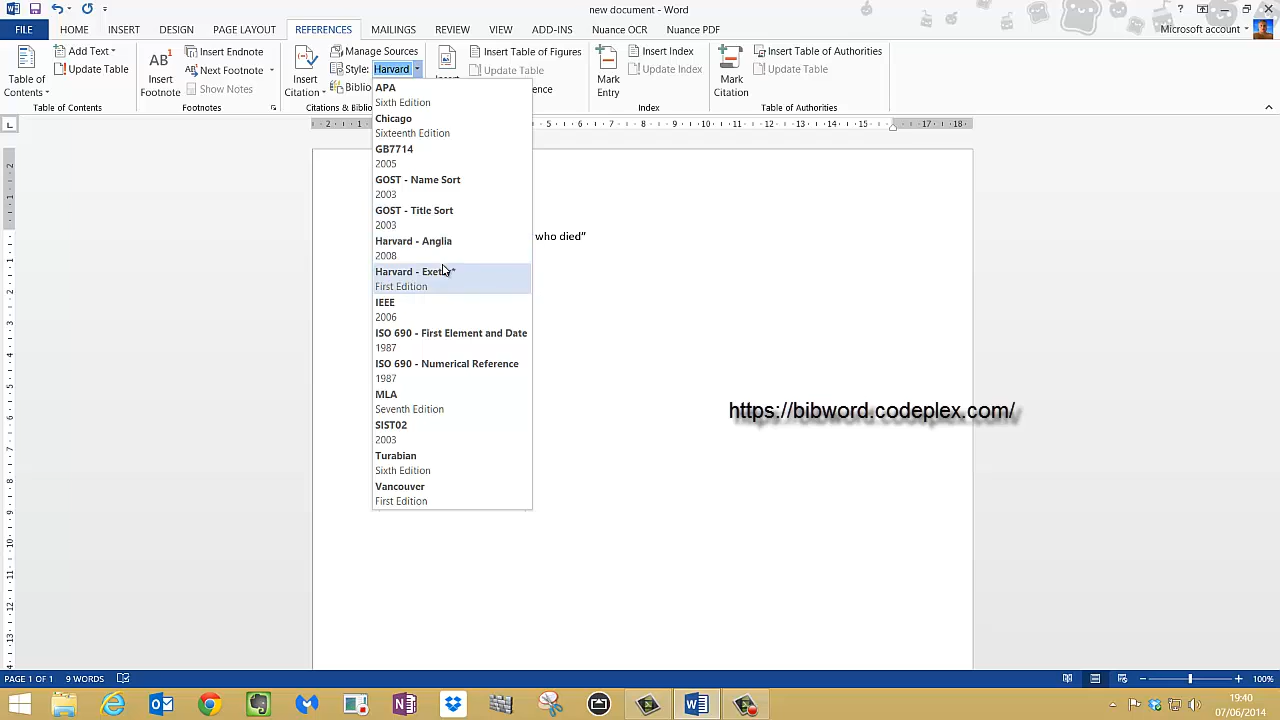 new document - Word
?
FILE HOME INSERT DESIGN PAGE LAYOUT REFERENCES MAILINGS REVIEW VIEW ADD-INS Nuance OCR Nuance PDF Microsoft account
Table of Contents
Add Text
Update Table
Table of Contents
AB¹
Insert Footnote
Insert Endnote
Next Footnote
Show Notes
Footnotes
Insert Citation
Manage Sources
Style: Harvard
Citations & Biblio
Insert Table of Figures
Update Table
Mark Entry
Insert Index
Update Index
Index
Mark Citation
Insert Table of Authorities
Update Table
Table of Authorities
APA
Sixth Edition
Chicago
Sixteenth Edition
GB7714
2005
GOST - Name Sort
2003
GOST - Title Sort
2003
Harvard - Anglia
2008
Harvard - Exeter*
First Edition
IEEE
2006
ISO 690 - First Element and Date
1987
ISO 690 - Numerical Reference
1987
MLA
Seventh Edition
SIST02
2003
Turabian
Sixth Edition
Vancouver
First Edition
who died”
https://bibword.codeplex.com/
PAGE 1 OF 1 9 WORDS 100%
19:40
07/06/2014